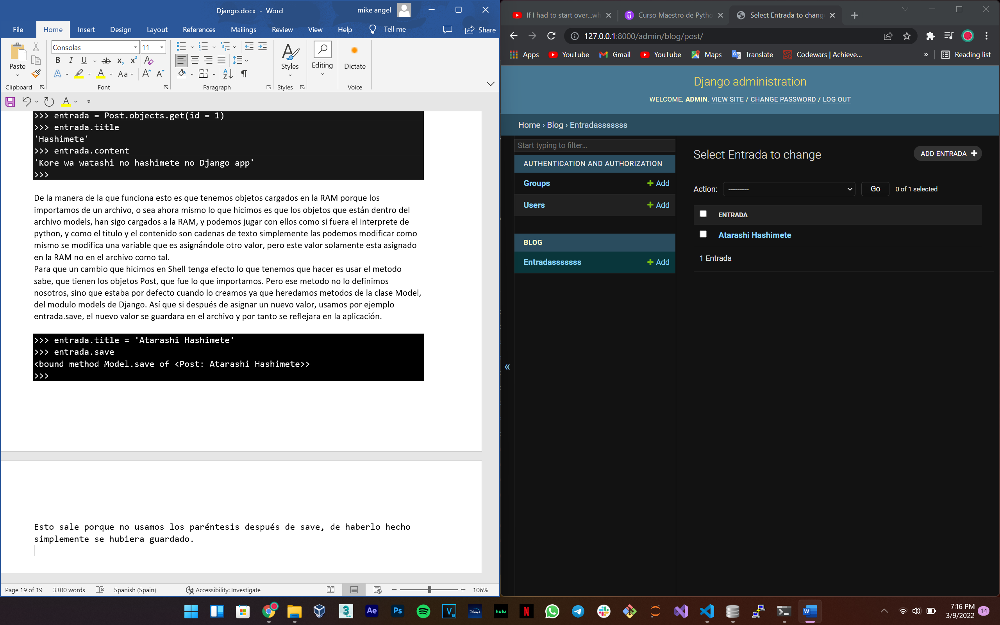 Django.docx - Word
mike angel
File Home Insert Design Layout References Mailings Review View Help Tell me Share
Consolas 11
Paste
B I U ab x₂ x²
Aa
Styles
Editing
Dictate
Clipboard Font Paragraph Styles Voice
>>> entrada = Post.objects.get(id = 1)
>>> entrada.title
'Hashimete'
>>> entrada.content
'Kore wa watashi no hashimete no Django app'
>>>
De la manera de la que funciona esto es que tenemos objetos cargados en la RAM porque los
importamos de un archivo, o sea ahora mismo lo que hicimos es que los objetos que están dentro del
archivo models, han sigo cargados a la RAM, y podemos jugar con ellos como si fuera el interprete de
python, y como el titulo y el contenido son cadenas de texto simplemente las podemos modificar como
mismo se modifica una variable que es asignándole otro valor, pero este valor solamente esta asignado
en la RAM no en el archivo como tal.
Para que un cambio que hicimos en Shell tenga efecto lo que tenemos que hacer es usar el metodo
sabe, que tienen los objetos Post, que fue lo que importamos. Pero ese metodo no lo definimos
nosotros, sino que estaba por defecto cuando lo creamos ya que heredamos metodos de la clase Model,
del modulo models de Django. Así que si después de asignar un nuevo valor, usamos por ejemplo
entrada.save, el nuevo valor se guardara en el archivo y por tanto se reflejara en la aplicación.
>>> entrada.title = 'Atarashi Hashimete'
>>> entrada.save
<bound method Model.save of <Post: Atarashi Hashimete>>
>>>
Esto sale porque no usamos los paréntesis después de save, de haberlo hecho
simplemente se hubiera guardado.
Page 19 of 19 3300 words Spanish (Spain) Accessibility: Investigate 106%
If I had to start over...wh Curso Maestro de Pytho Select Entrada to chang
127.0.0.1:8000/admin/blog/post/
Apps YouTube Gmail YouTube Maps Translate Codewars | Achieve... » Reading list
Django administration
WELCOME, ADMIN. VIEW SITE / CHANGE PASSWORD / LOG OUT
Home › Blog › Entradasssssss
Start typing to filter...
AUTHENTICATION AND AUTHORIZATION
Groups Add
Users Add
BLOG
Entradasssssss Add
«
Select Entrada to change
ADD ENTRADA
Action: --------- Go 0 of 1 selected
ENTRADA
Atarashi Hashimete
1 Entrada
3 MAX Ae Ps V 18 Disney+ hulu N W
7:16 PM
3/9/2022
14